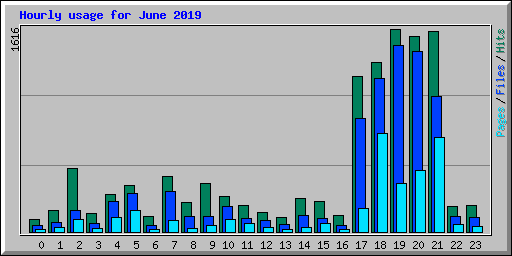 Hourly usage for June 2019
1616
Pages / Files / Hits
0 1 2 3 4 5 6 7 8 9 10 11 12 13 14 15 16 17 18 19 20 21 22 23